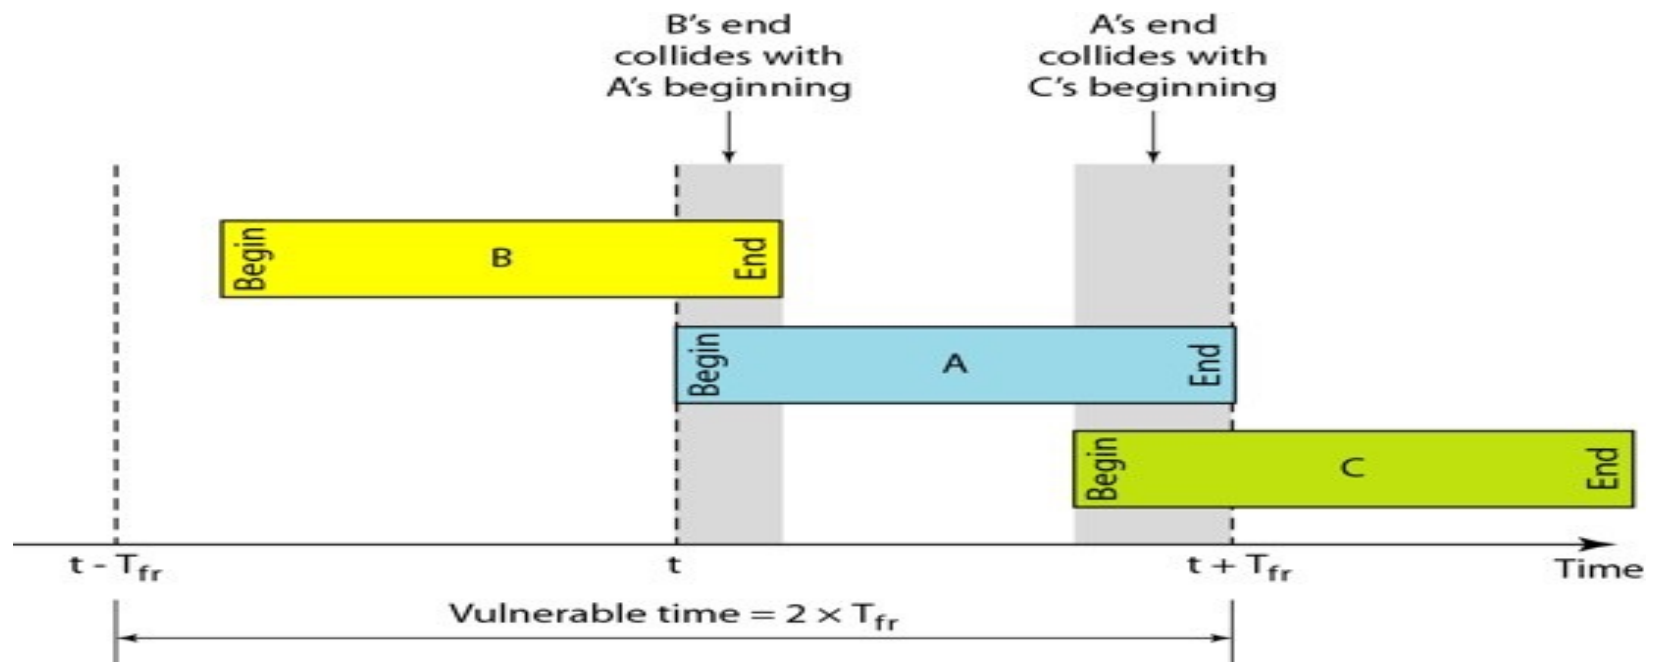 B's end
collides with
A's beginning
A's end
collides with
C's beginning
Begin B End
Begin A End
Begin C End
t - Tfr
t
t + Tfr
Time
Vulnerable time = 2 × Tfr